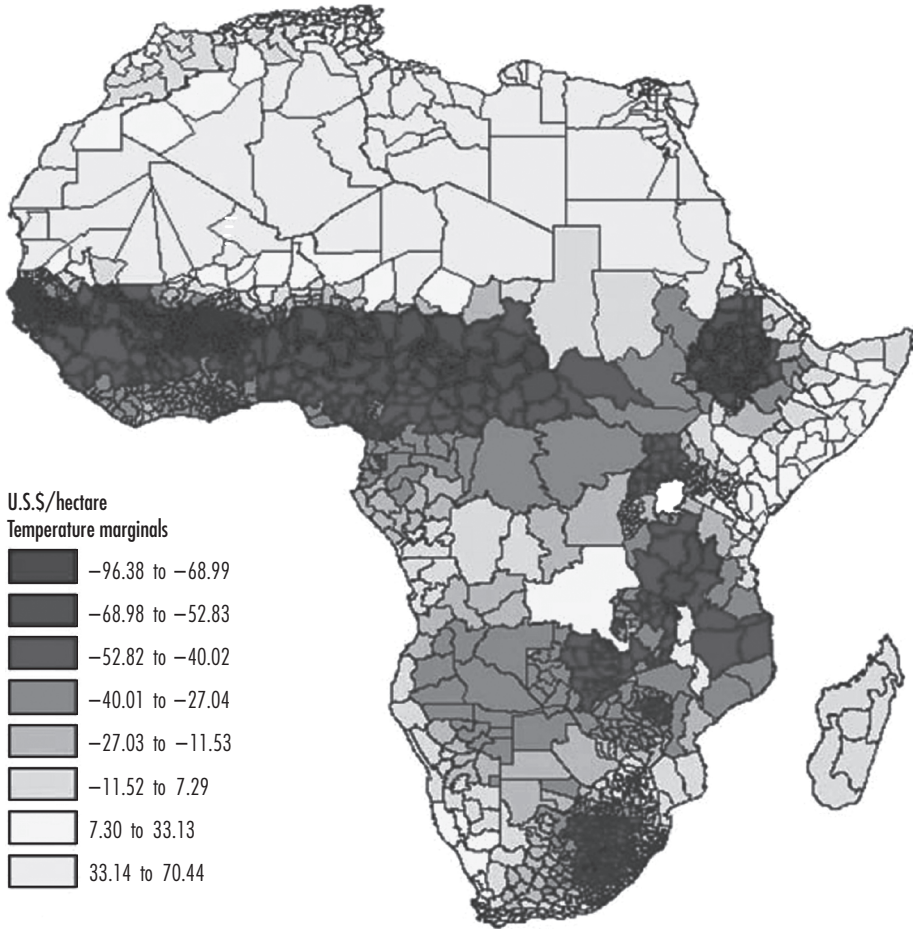 U.S.$/hectare
Temperature marginals
−96.38 to −68.99
−68.98 to −52.83
−52.82 to −40.02
−40.01 to −27.04
−27.03 to −11.53
−11.52 to 7.29
7.30 to 33.13
33.14 to 70.44